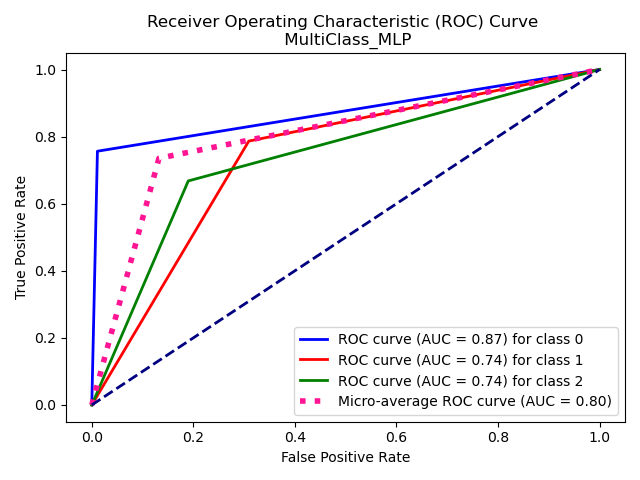 Receiver Operating Characteristic (ROC) Curve
MultiClass_MLP
True Positive Rate
1.0
0.8
0.6
0.4
0.2
0.0
ROC curve (AUC = 0.87) for class 0
ROC curve (AUC = 0.74) for class 1
ROC curve (AUC = 0.74) for class 2
Micro-average ROC curve (AUC = 0.80)
0.0 0.2 0.4 0.6 0.8 1.0
False Positive Rate